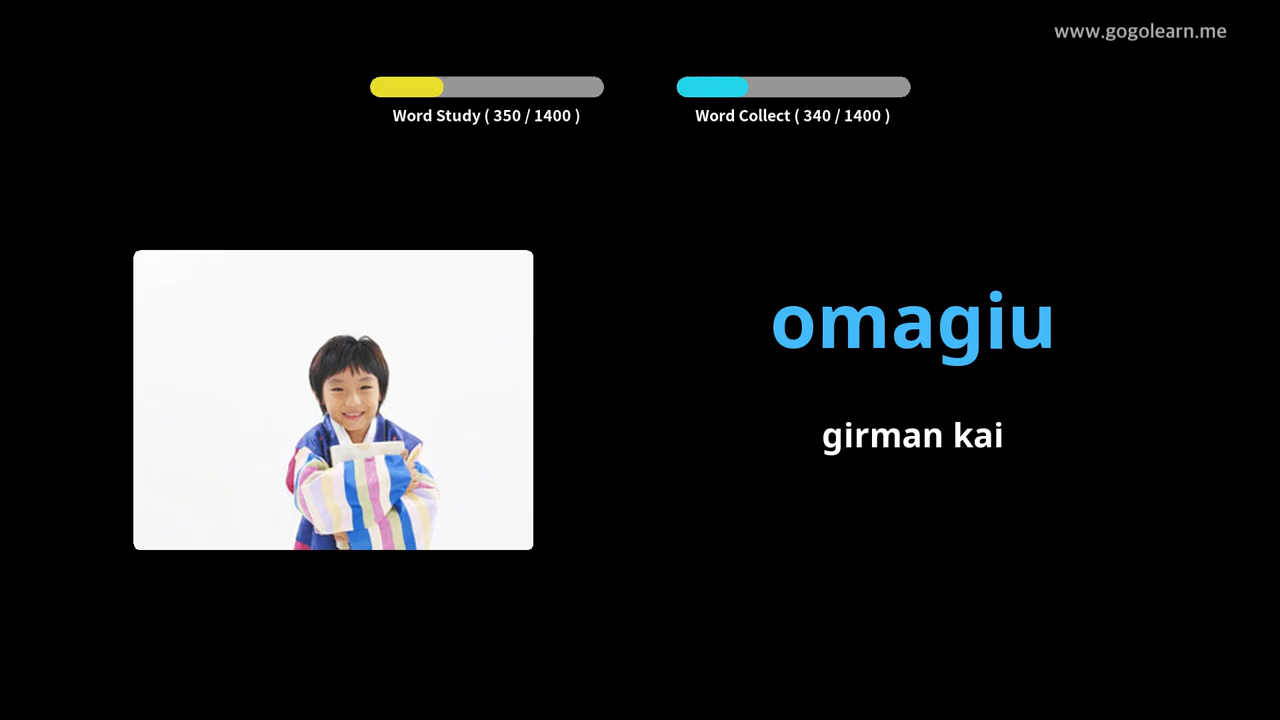 www.gogolearn.me
Word Study ( 350 / 1400 )
Word Collect ( 340 / 1400 )
omagiu
girman kai